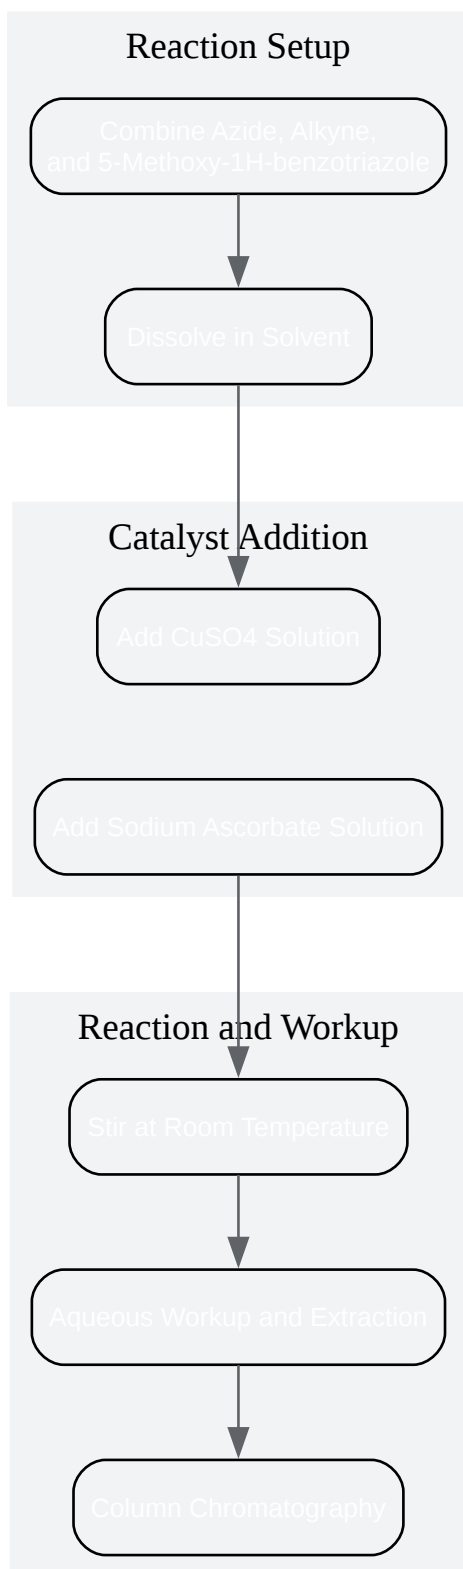 Reaction Setup
Combine Azide, Alkyne,
and 5-Methoxy-1H-benzotriazole
Dissolve in Solvent
Catalyst Addition
Add CuSO4 Solution
Add Sodium Ascorbate Solution
Reaction and Workup
Stir at Room Temperature
Aqueous Workup and Extraction
Column Chromatography